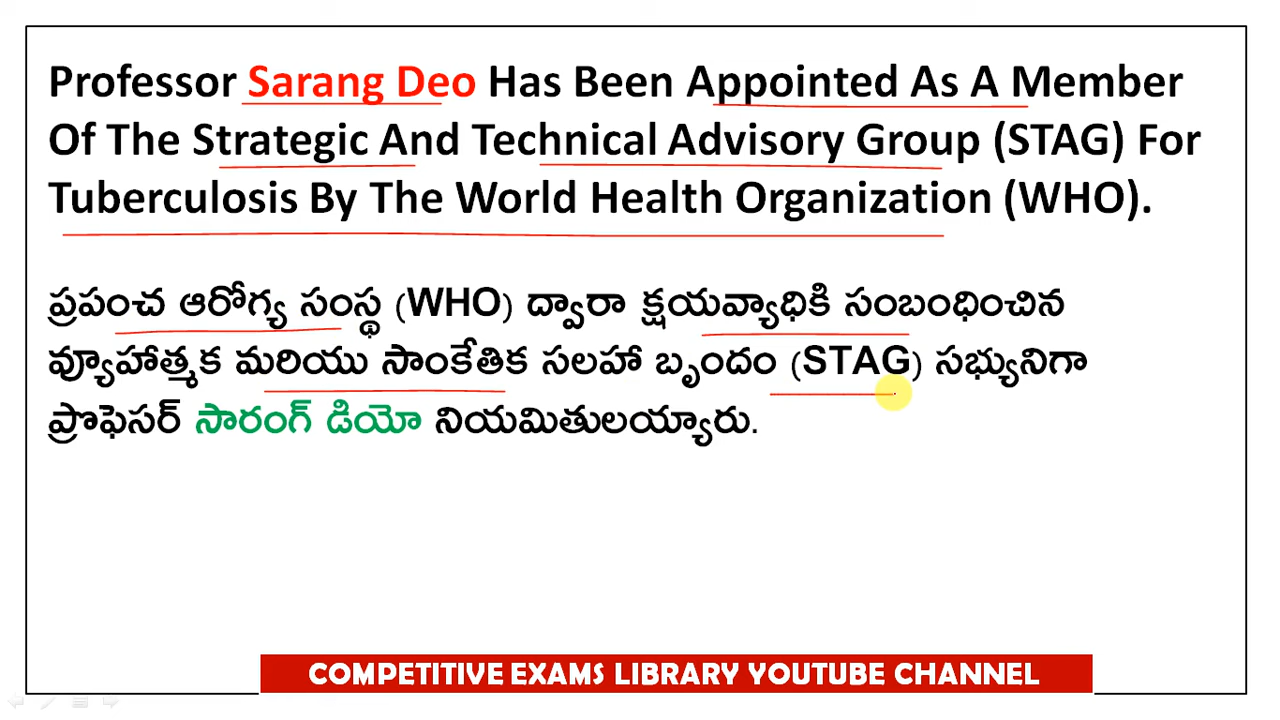 Professor Sarang Deo Has Been Appointed As A Member
Of The Strategic And Technical Advisory Group (STAG) For
Tuberculosis By The World Health Organization (WHO).
ప్రపంచ ఆరోగ్య సంస్థ (WHO) ద్వారా క్షయవ్యాధికి సంబంధించిన
వ్యూహాత్మక మరియు సాంకేతిక సలహా బృందం (STAG) సభ్యునిగా
ప్రొఫెసర్ సారంగ్ డియో నియమితులయ్యారు.
COMPETITIVE EXAMS LIBRARY YOUTUBE CHANNEL